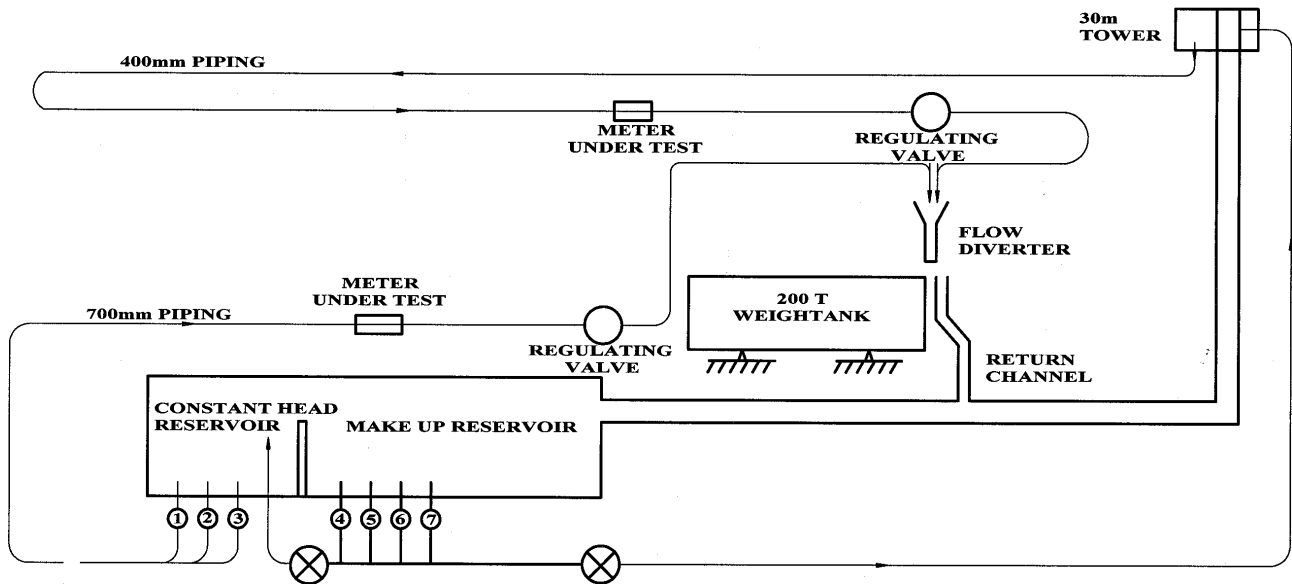 30m
TOWER
400mm PIPING
METER
UNDER TEST
REGULATING
VALVE
FLOW
DIVERTER
METER
UNDER TEST
200 T
WEIGHTANK
700mm PIPING
REGULATING
VALVE
RETURN
CHANNEL
CONSTANT HEAD
RESERVOIR
MAKE UP RESERVOIR
1 2 3 4 5 6 7